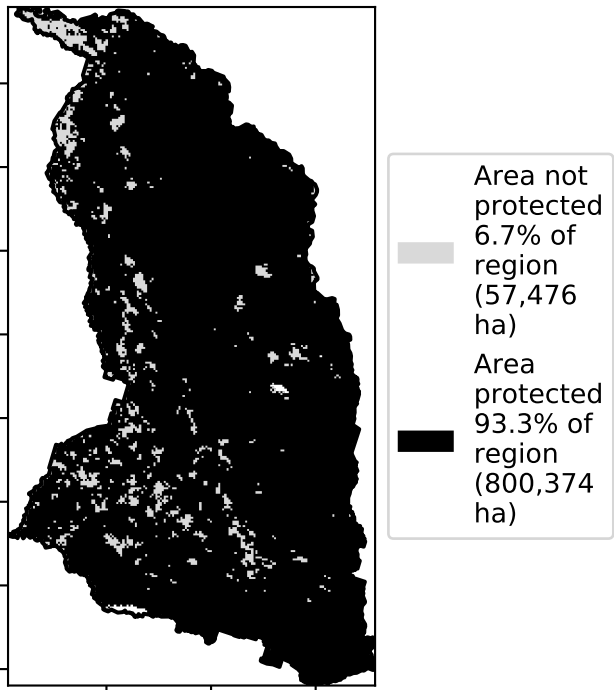 Area not
protected
6.7% of
region
(57,476
ha)
Area
protected
93.3% of
region
(800,374
ha)